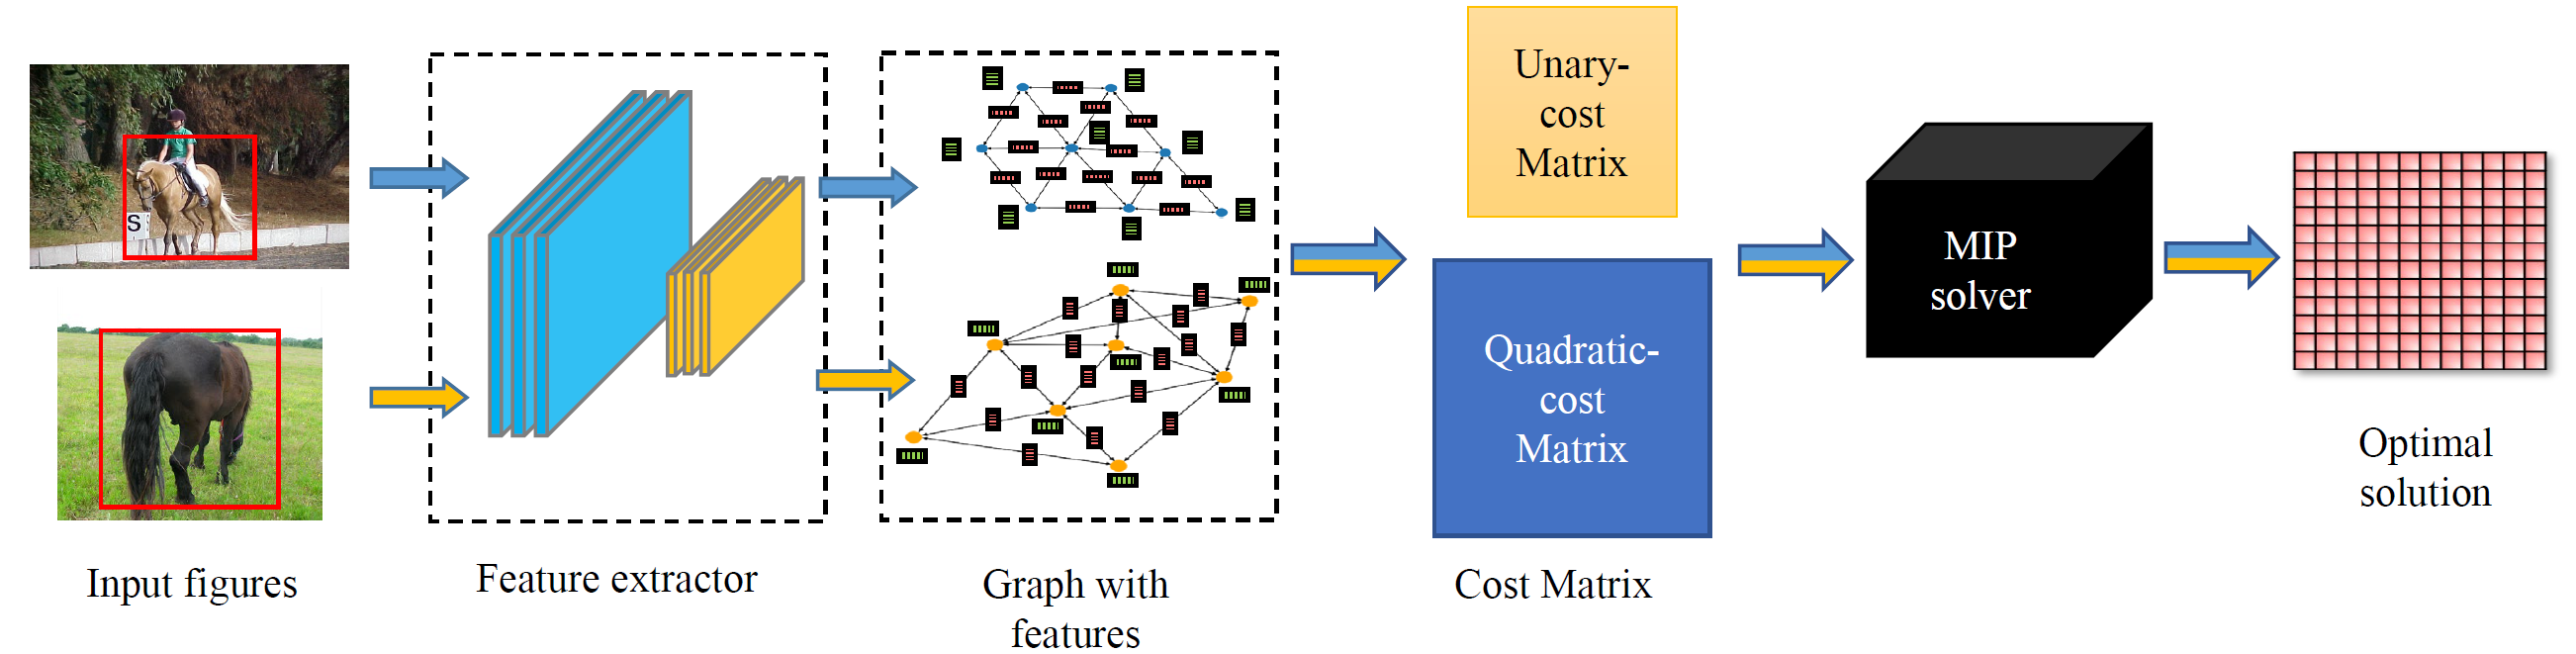 S
Input figures
Feature extractor
Graph with
features
Unary-
cost
Matrix
Quadratic-
cost
Matrix
Cost Matrix
MIP
solver
Optimal
solution